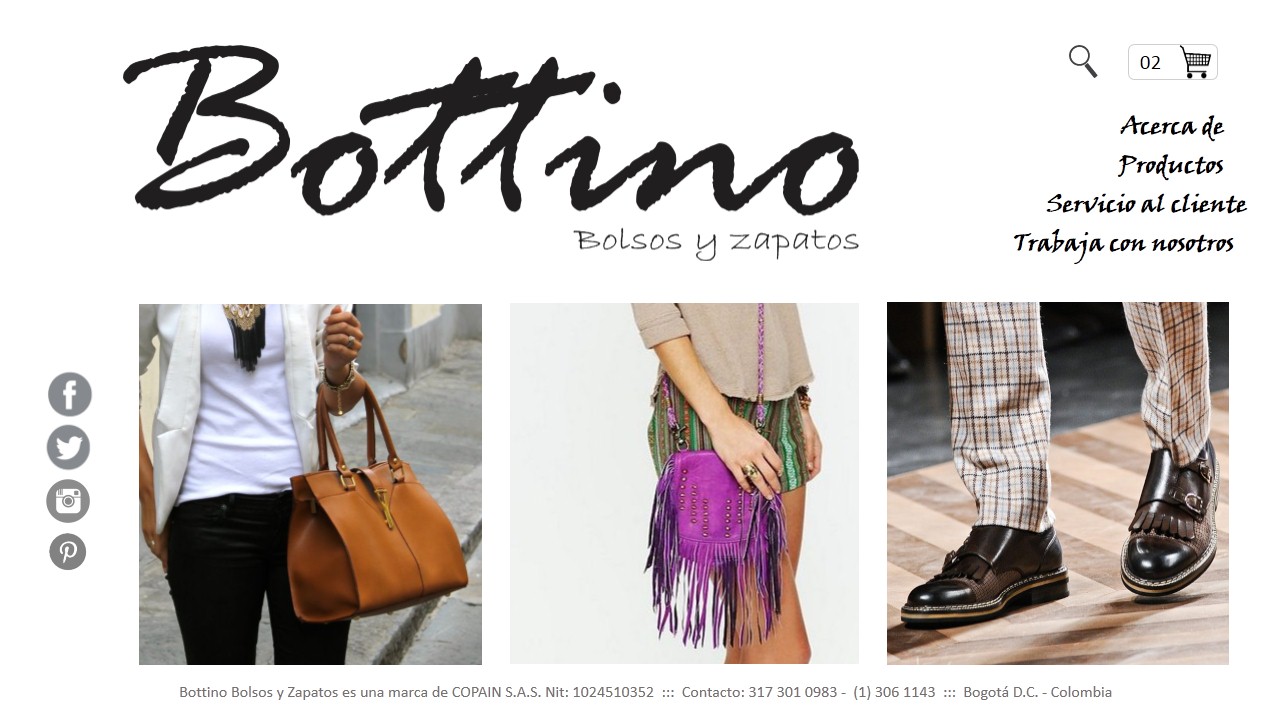 Bottino
Bolsos y zapatos
02
Acerca de
Productos
Servicio al cliente
Trabaja con nosotros
Bottino Bolsos y Zapatos es una marca de COPAIN S.A.S. Nit: 1024510352 ::: Contacto: 317 301 0983 - (1) 306 1143 ::: Bogotá D.C. - Colombia